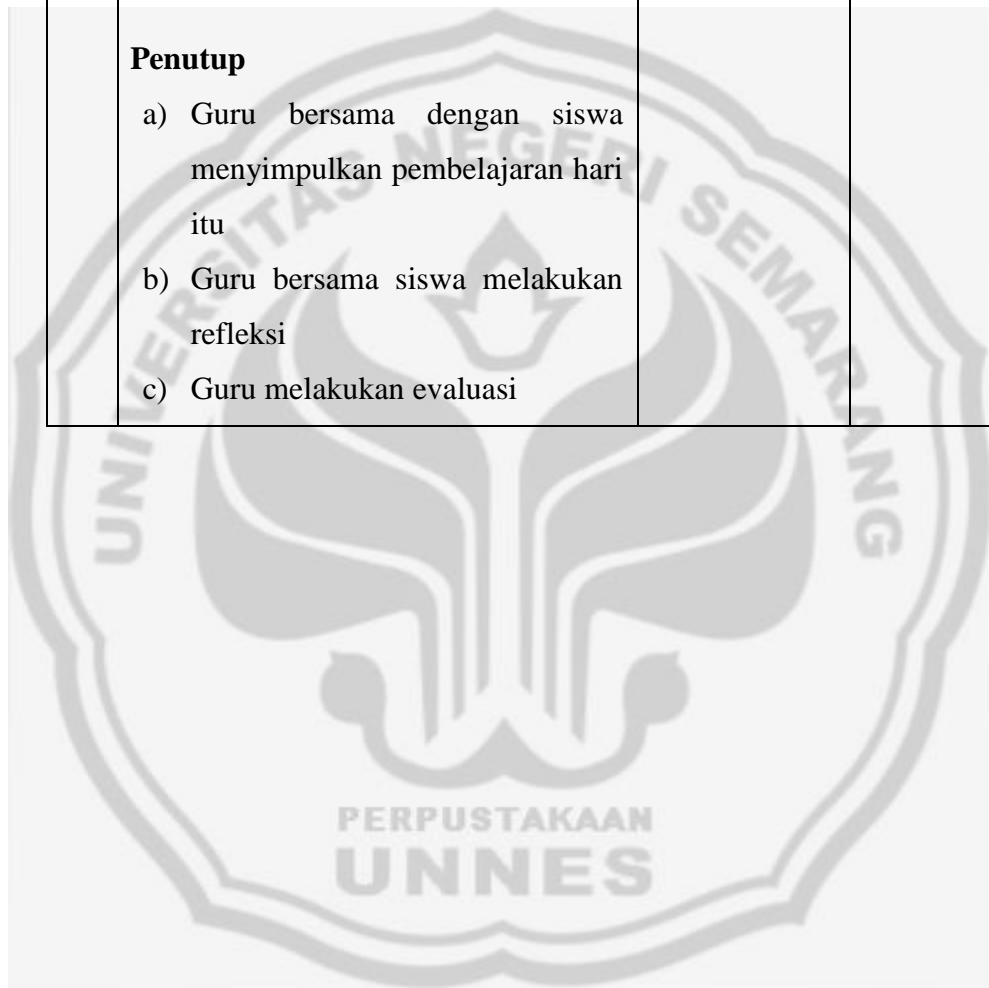 Penutup
a) Guru bersama dengan siswa
menyimpulkan pembelajaran hari
itu
b) Guru bersama siswa melakukan
refleksi
c) Guru melakukan evaluasi
UNIVERSITAS NEGERI SEMARANG
PERPUSTAKAAN
UNNES